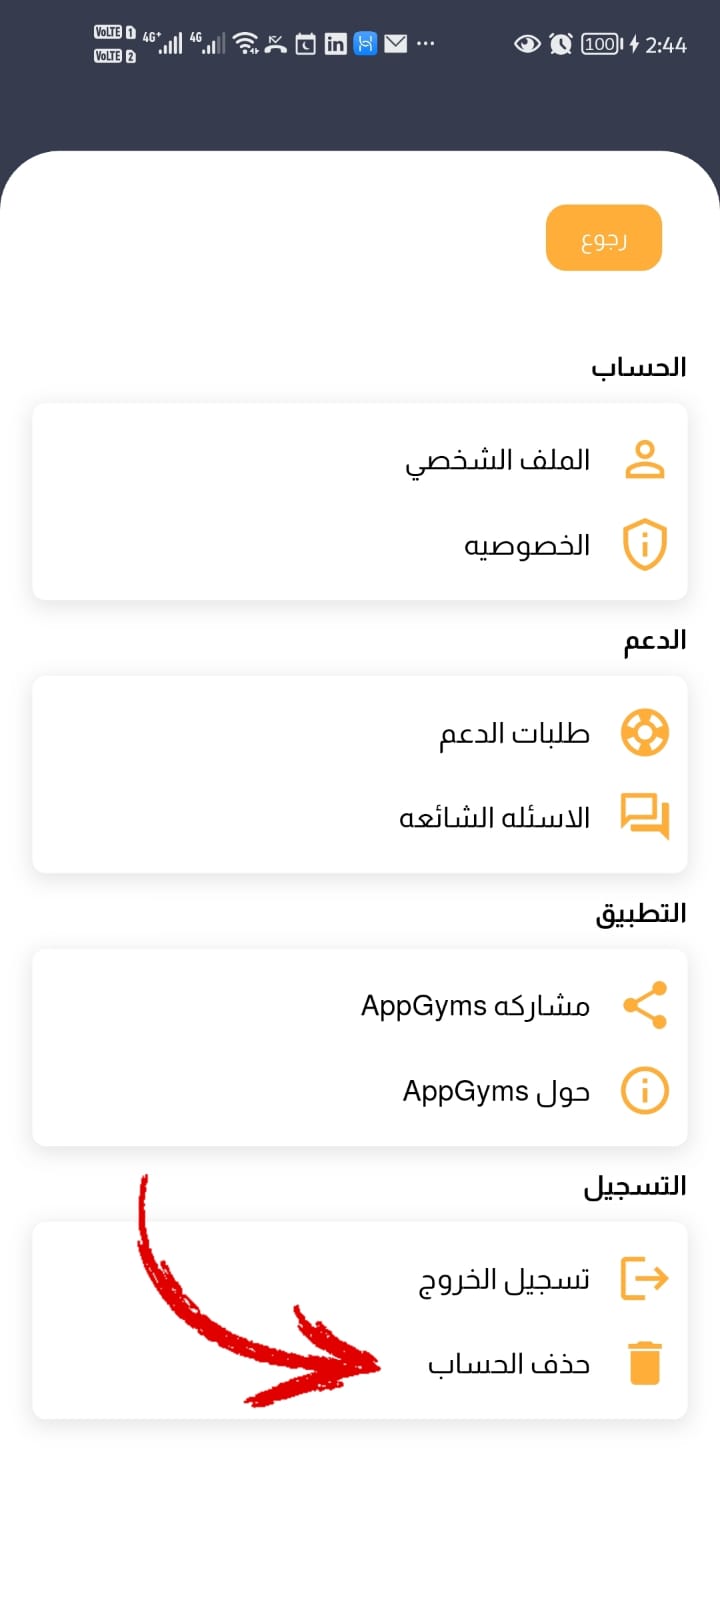 VoLTE 1 4G+ 4G 100 2:44
VoLTE 2
رجوع
الحساب
الملف الشخصي
الخصوصيه
الدعم
طلبات الدعم
الاسئله الشائعه
التطبيق
مشاركه AppGyms
حول AppGyms
التسجيل
تسجيل الخروج
حذف الحساب